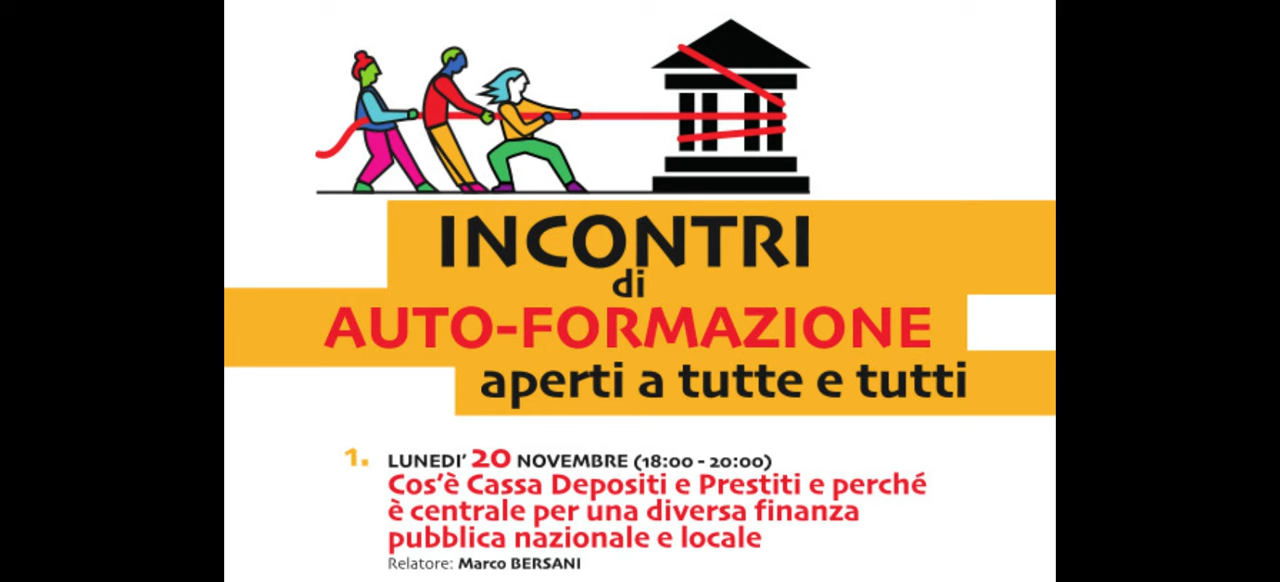 INCONTRI
di
AUTO-FORMAZIONE
aperti a tutte e tutti
1. LUNEDI' 20 NOVEMBRE (18:00 - 20:00)
Cos'è Cassa Depositi e Prestiti e perché
è centrale per una diversa finanza
pubblica nazionale e locale
Relatore: Marco BERSANI